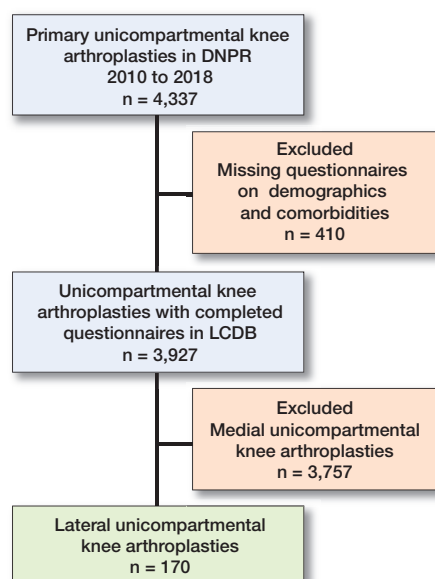 Primary unicompartmental knee
arthroplasties in DNPR
2010 to 2018
n = 4,337
Excluded
Missing questionnaires
on demographics
and comorbidities
n = 410
Unicompartmental knee
arthroplasties with completed
questionnaires in LCDB
n = 3,927
Excluded
Medial unicompartmental
knee arthroplasties
n = 3,757
Lateral unicompartmental
knee arthroplasties
n = 170